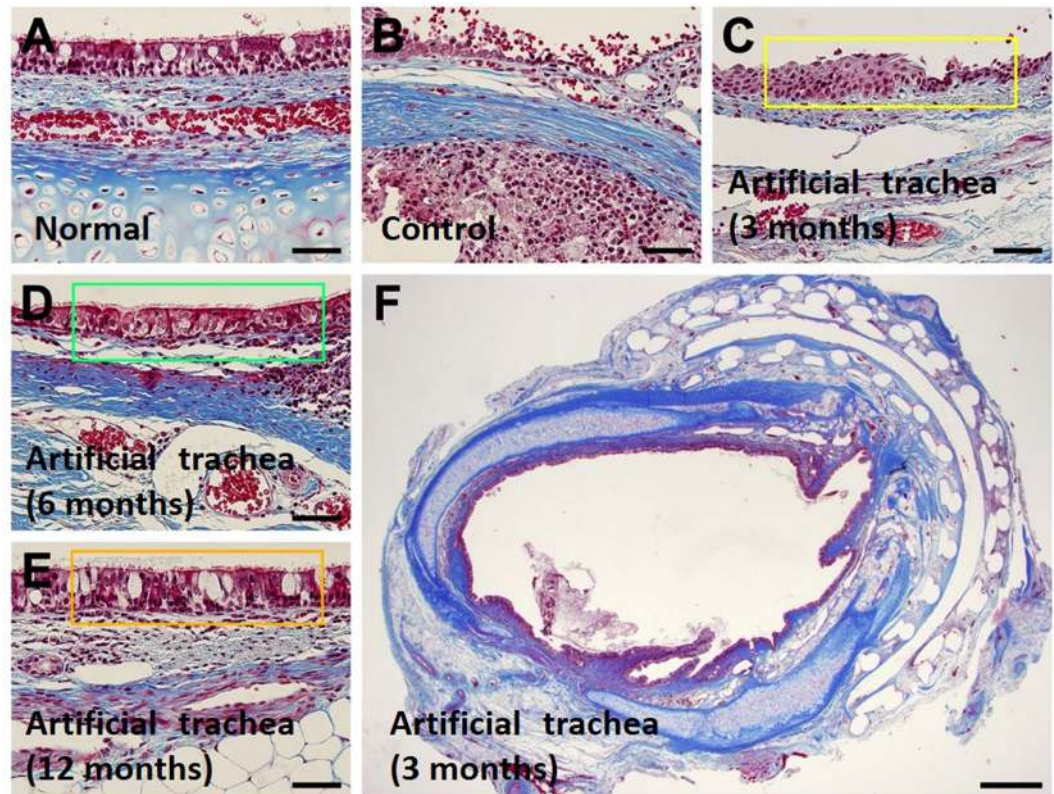 A
Normal
B
Control
C
Artificial trachea
(3 months)
D
Artificial trachea
(6 months)
E
Artificial trachea
(12 months)
F
Artificial trachea
(3 months)